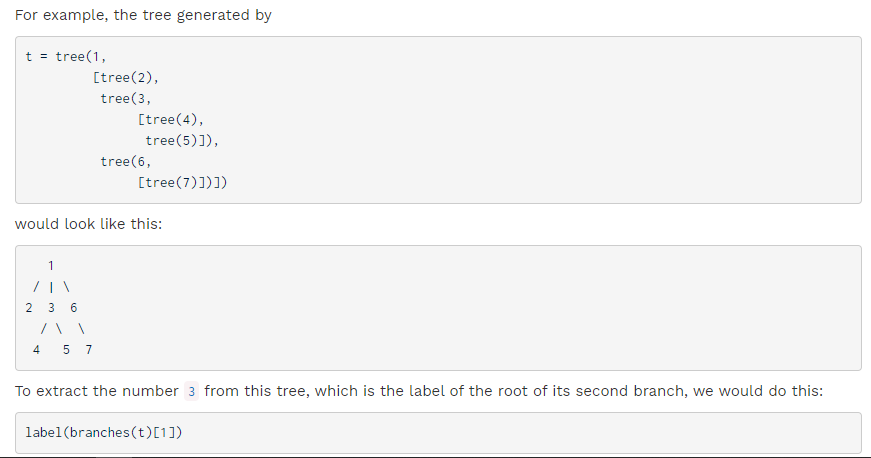 For example, the tree generated by
t = tree(1,
         [tree(2),
          tree(3,
               [tree(4),
                tree(5)]),
          tree(6,
               [tree(7)])])
would look like this:
   1
 / | \
2  3  6
  / \  \
 4   5  7
To extract the number 3 from this tree, which is the label of the root of its second branch, we would do this:
label(branches(t)[1])